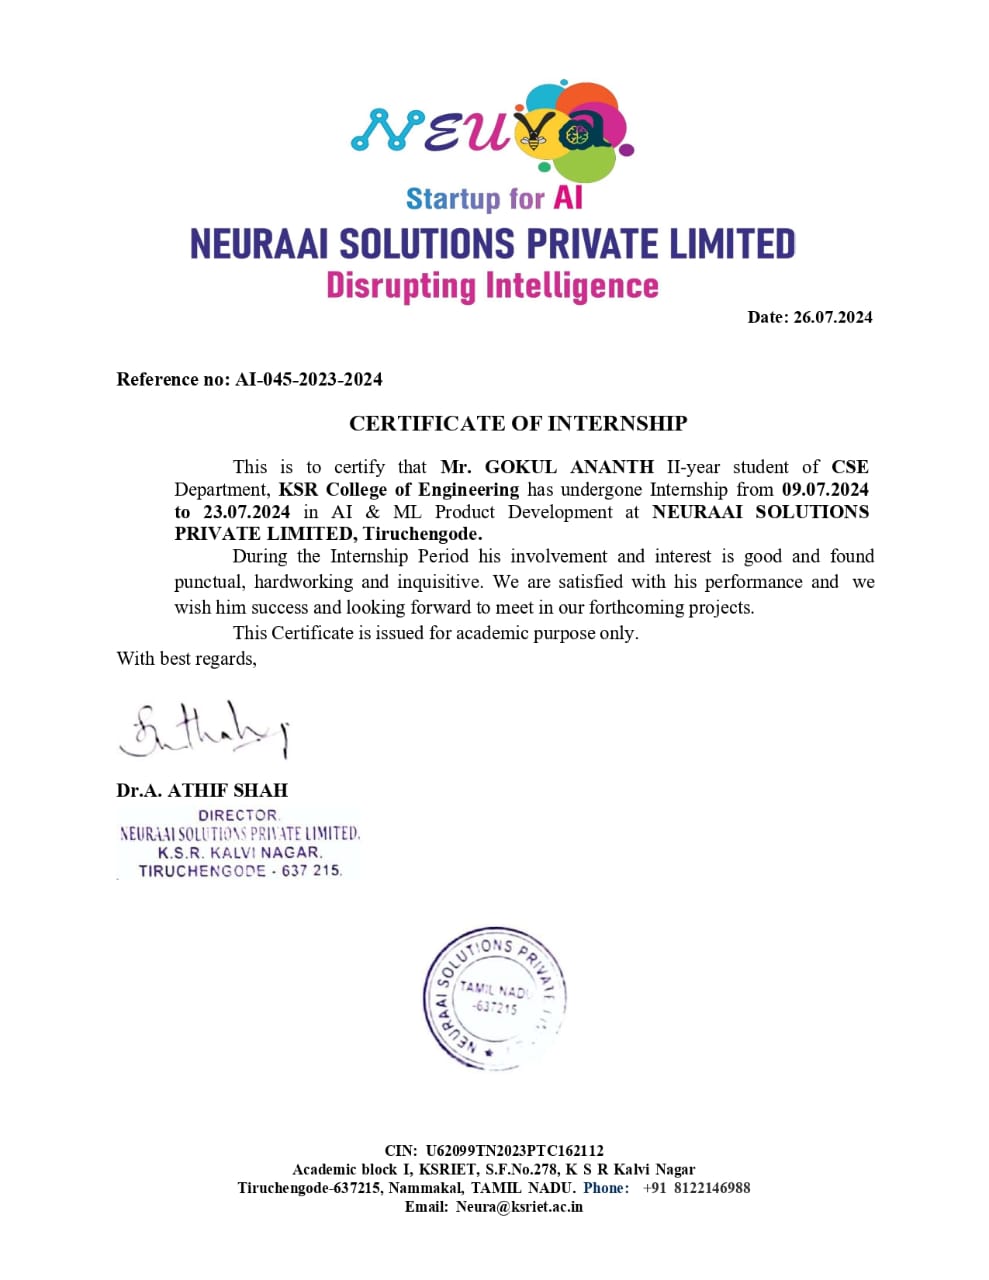 Neura
Startup for AI
NEURAAI SOLUTIONS PRIVATE LIMITED
Disrupting Intelligence
Date: 26.07.2024
Reference no: AI-045-2023-2024
CERTIFICATE OF INTERNSHIP
This is to certify that Mr. GOKUL ANANTH II-year student of CSE
Department, KSR College of Engineering has undergone Internship from 09.07.2024
to 23.07.2024 in AI & ML Product Development at NEURAAI SOLUTIONS
PRIVATE LIMITED, Tiruchengode.
During the Internship Period his involvement and interest is good and found
punctual, hardworking and inquisitive. We are satisfied with his performance and we
wish him success and looking forward to meet in our forthcoming projects.
This Certificate is issued for academic purpose only.
With best regards,
Dr.A. ATHIF SHAH
DIRECTOR.
NEURAAI SOLUTIONS PRIVATE LIMITED.
K.S.R. KALVI NAGAR.
TIRUCHENGODE - 637 215.
NEURAAI SOLUTIONS PRIVATE
TAMIL NADU
-637215
CIN: U62099TN2023PTC162112
Academic block I, KSRIET, S.F.No.278, K S R Kalvi Nagar
Tiruchengode-637215, Nammakal, TAMIL NADU. Phone: +91 8122146988
Email: Neura@ksriet.ac.in